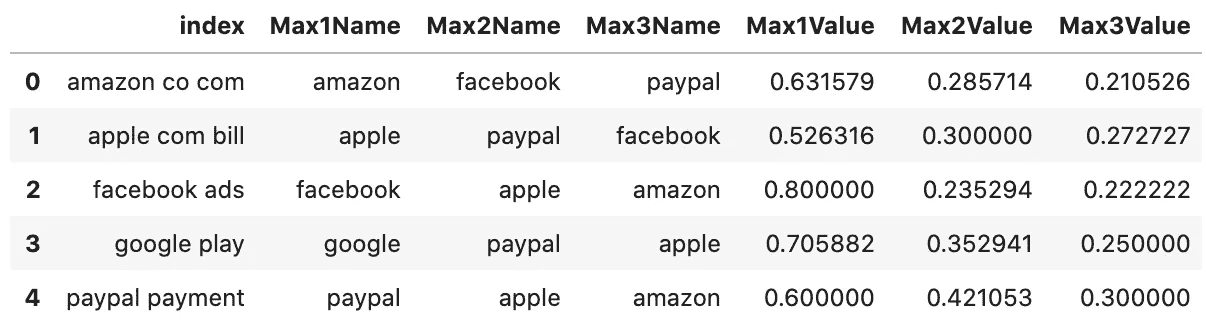 index Max1Name Max2Name Max3Name Max1Value Max2Value Max3Value
0 amazon co com amazon facebook paypal 0.631579 0.285714 0.210526
1 apple com bill apple paypal facebook 0.526316 0.300000 0.272727
2 facebook ads facebook apple amazon 0.800000 0.235294 0.222222
3 google play google paypal apple 0.705882 0.352941 0.250000
4 paypal payment paypal apple amazon 0.600000 0.421053 0.300000